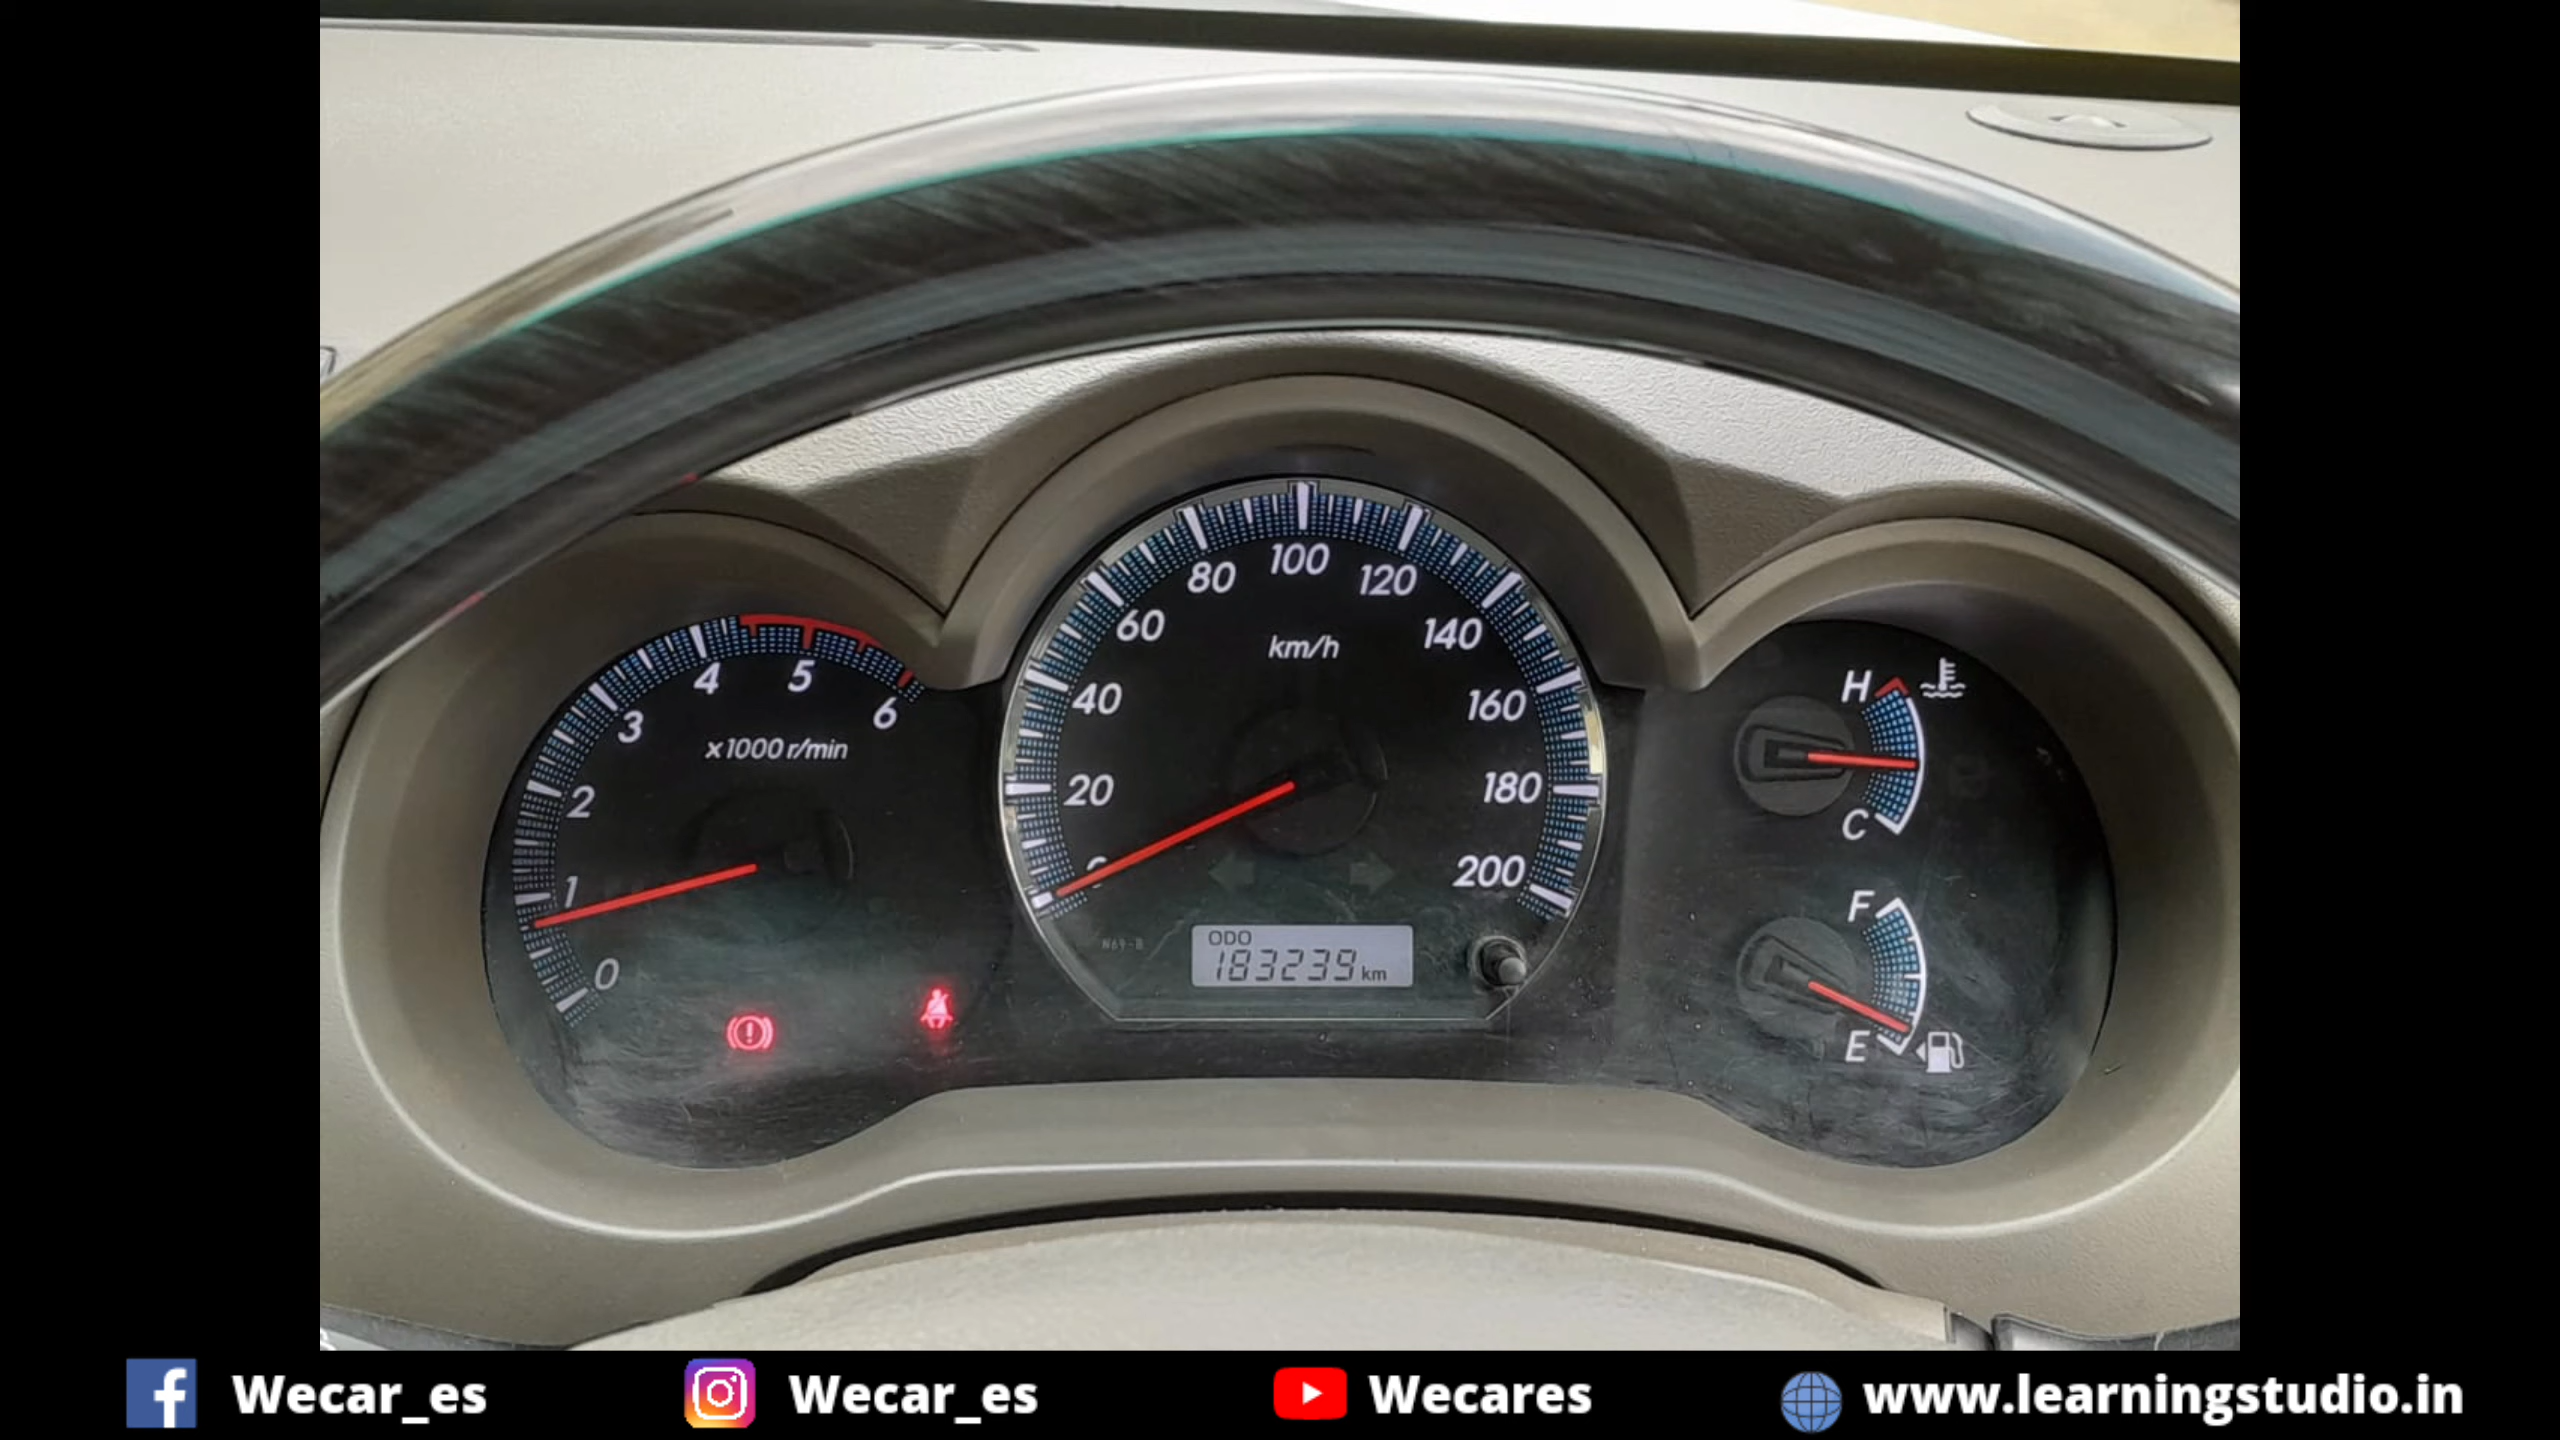 80 100 120
60 140
km/h
4 5 6
3
x1000 r/min
2
1
0
40 160
20 180
200
H
C
F
E
ODO
183239 km
Wecar_es
Wecar_es
Wecares
www.learningstudio.in